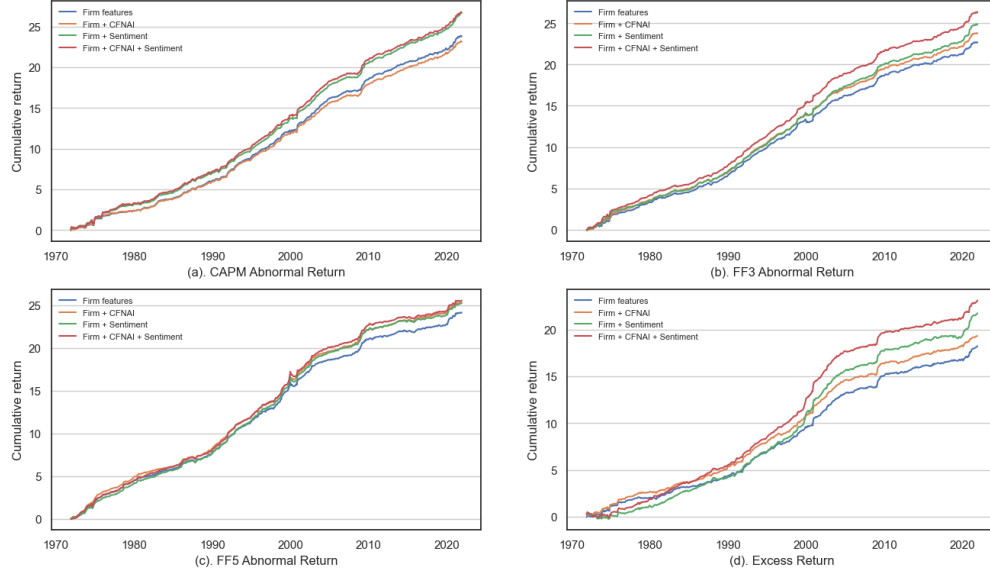 Firm features
Firm + CFNAI
Firm + Sentiment
Firm + CFNAI + Sentiment
25
20
15
10
5
0
Cumulative return
1970 1980 1990 2000 2010 2020
(a). CAPM Abnormal Return
Firm features
Firm + CFNAI
Firm + Sentiment
Firm + CFNAI + Sentiment
25
20
15
10
5
0
Cumulative return
1970 1980 1990 2000 2010 2020
(b). FF3 Abnormal Return
Firm features
Firm + CFNAI
Firm + Sentiment
Firm + CFNAI + Sentiment
25
20
15
10
5
0
Cumulative return
1970 1980 1990 2000 2010 2020
(c). FF5 Abnormal Return
Firm features
Firm + CFNAI
Firm + Sentiment
Firm + CFNAI + Sentiment
20
15
10
5
0
Cumulative return
1970 1980 1990 2000 2010 2020
(d). Excess Return